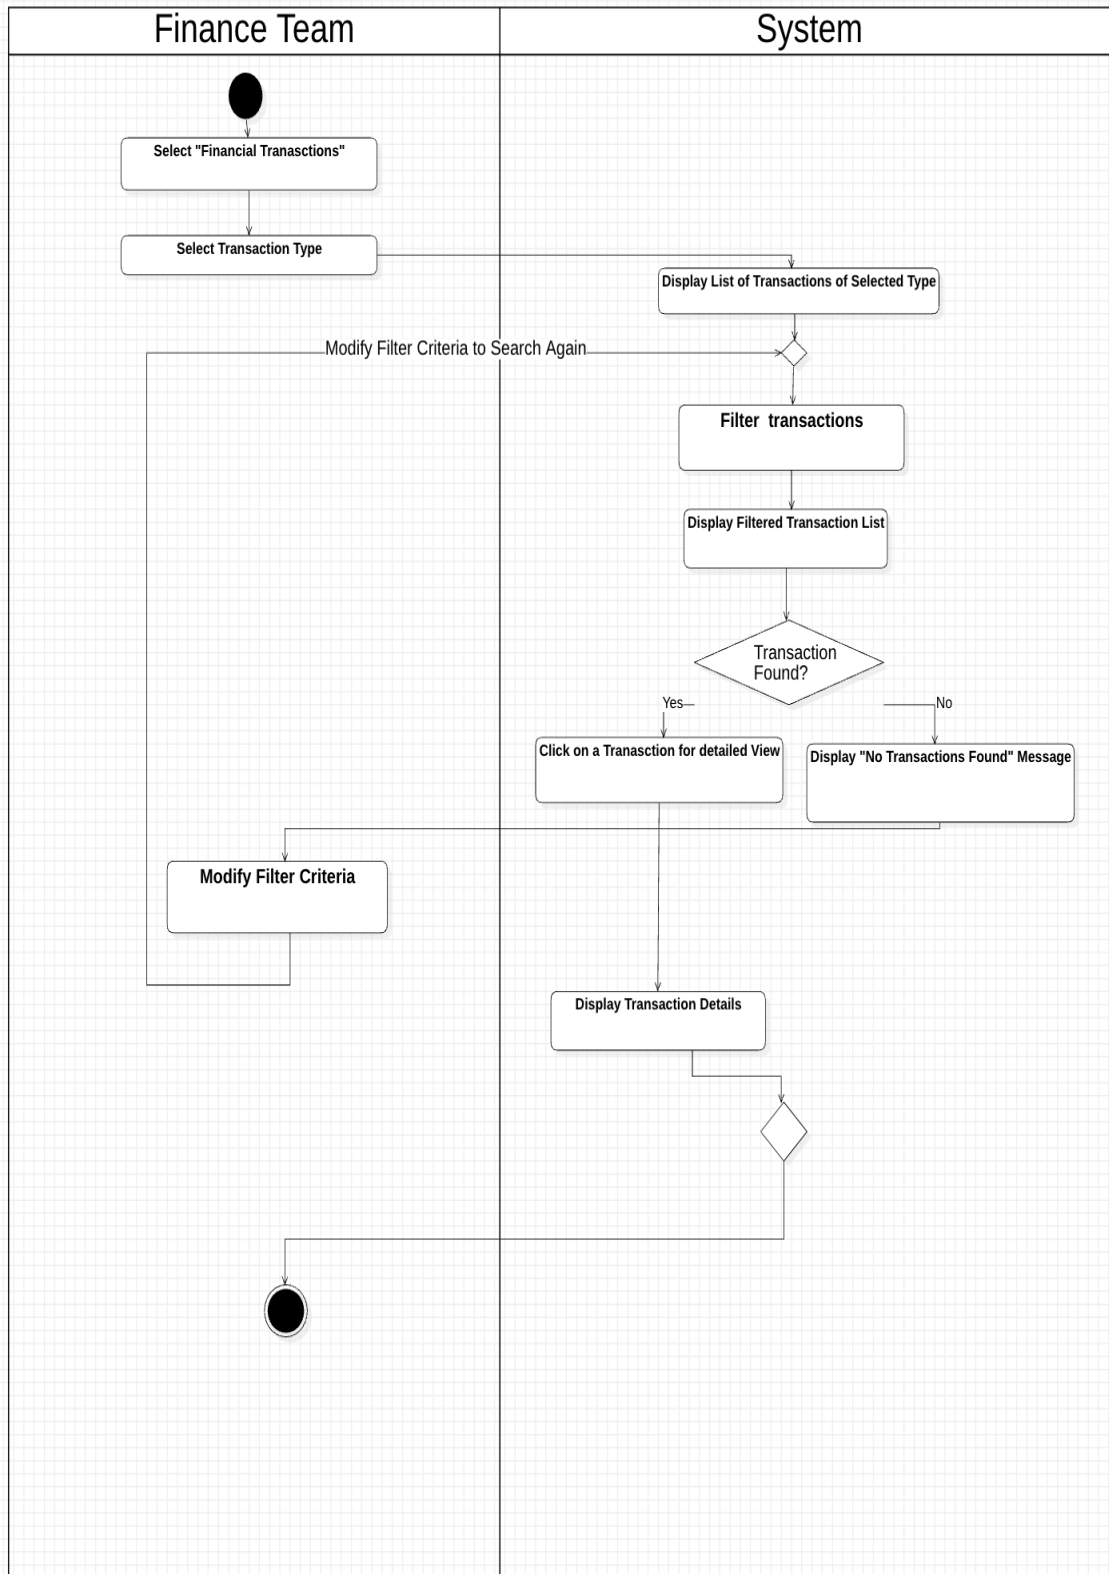 Finance Team
System
Select "Financial Tranasctions"
Select Transaction Type
Display List of Transactions of Selected Type
Modify Filter Criteria to Search Again
Filter  transactions
Display Filtered Transaction List
Transaction
Found?
Yes
No
Click on a Tranasction for detailed View
Display "No Transactions Found" Message
Modify Filter Criteria
Display Transaction Details